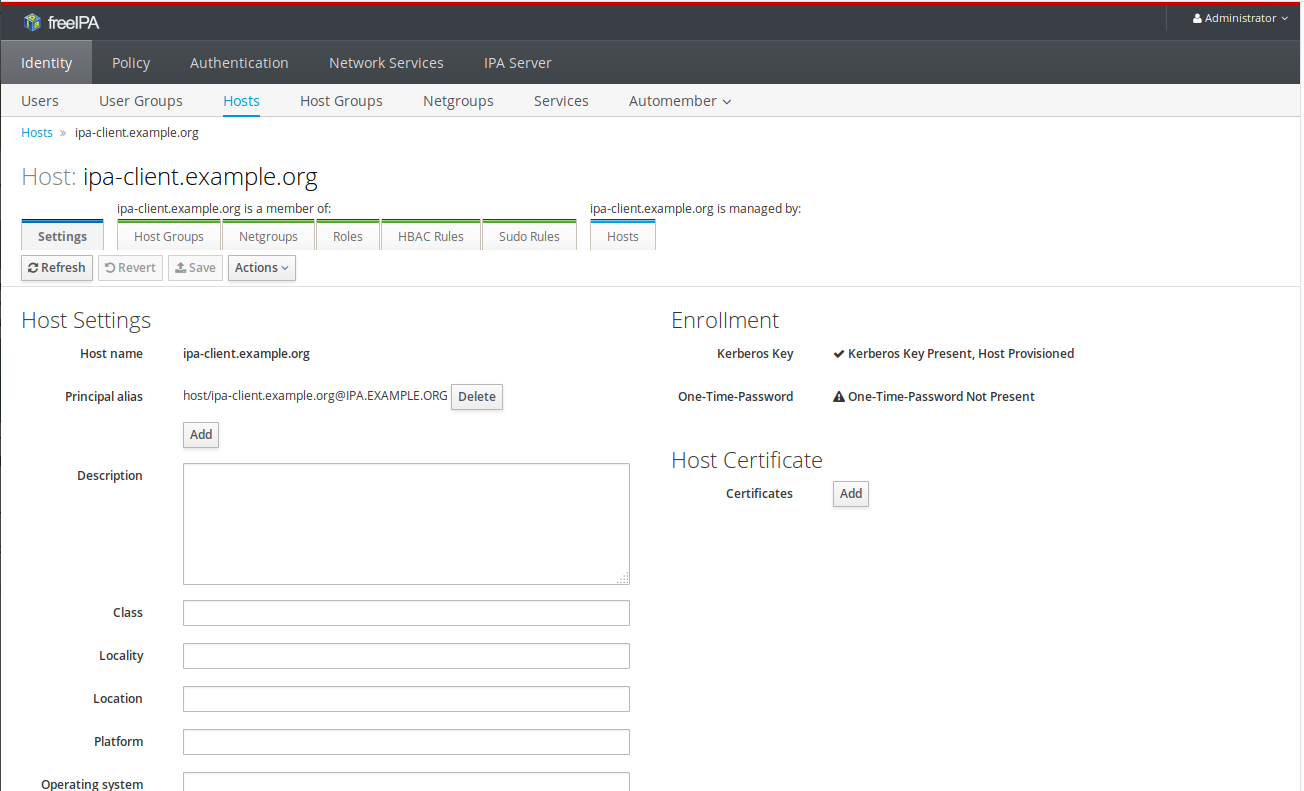 freeIPA
Administrator
Identity Policy Authentication Network Services IPA Server
Users User Groups Hosts Host Groups Netgroups Services Automember
Hosts » ipa-client.example.org
Host: ipa-client.example.org
ipa-client.example.org is a member of: ipa-client.example.org is managed by:
Settings Host Groups Netgroups Roles HBAC Rules Sudo Rules Hosts
Refresh Revert Save Actions
Host Settings
Host name ipa-client.example.org
Principal alias host/ipa-client.example.org@IPA.EXAMPLE.ORG Delete
Add
Description
Class
Locality
Location
Platform
Operating system
Enrollment
Kerberos Key Kerberos Key Present, Host Provisioned
One-Time-Password One-Time-Password Not Present
Host Certificate
Certificates Add